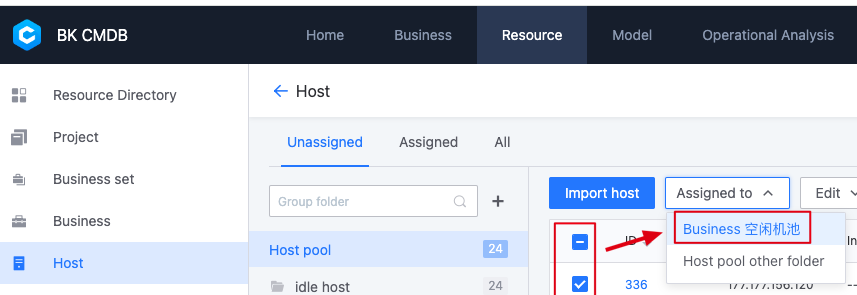 BK CMDB
Home Business Resource Model Operational Analysis
Resource Directory
Project
Business set
Business
Host
Host
Unassigned Assigned All
Group folder
Import host Assigned to Edit
Business 空闲机池
Host pool other folder
Host pool 24
idle host 24
ID In
336 177.177.156.120 --